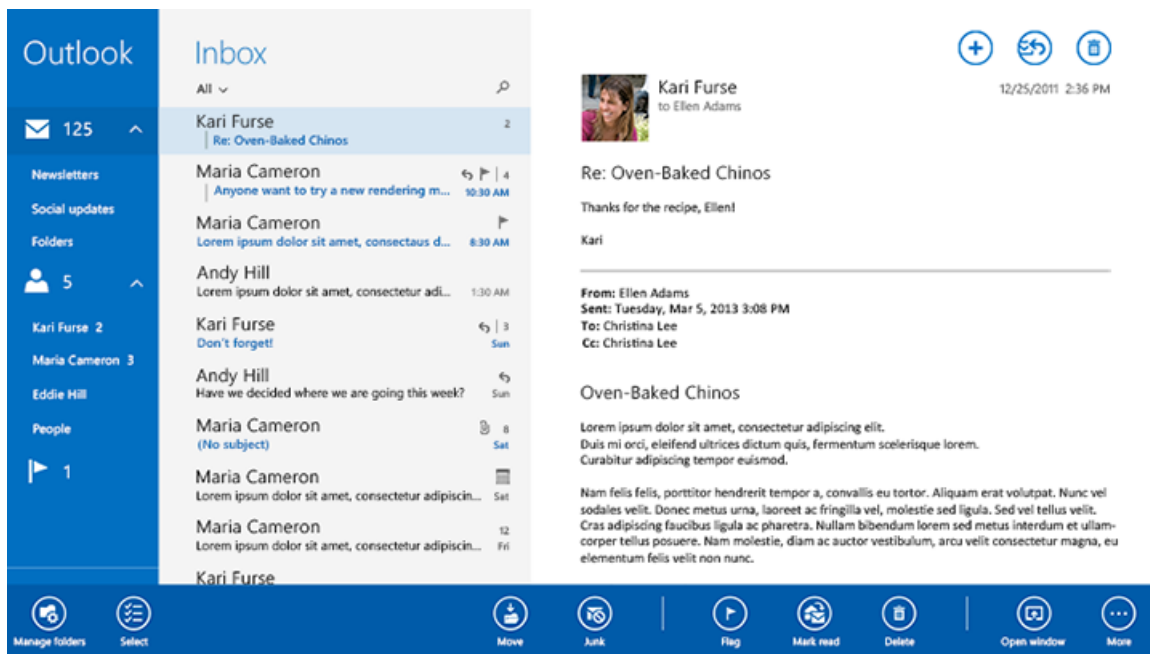 Outlook
125
Newsletters
Social updates
Folders
5
Kari Furse 2
Maria Cameron 3
Eddie Hill
People
1
Inbox
All
Kari Furse 2
Re: Oven-Baked Chinos
Maria Cameron 4
Anyone want to try a new rendering m... 10:30 AM
Maria Cameron
Lorem ipsum dolor sit amet, consectaus d... 8:30 AM
Andy Hill
Lorem ipsum dolor sit amet, consectetur adi... 1:30 AM
Kari Furse 3
Don't forget! Sun
Andy Hill
Have we decided where we are going this week? Sun
Maria Cameron 8
(No subject) Sat
Maria Cameron
Lorem ipsum dolor sit amet, consectetur adipiscin... Sat
Maria Cameron 12
Lorem ipsum dolor sit amet, consectetur adipiscin... Fri
Kari Furse
Kari Furse 12/25/2011 2:36 PM
to Ellen Adams
Re: Oven-Baked Chinos
Thanks for the recipe, Ellen!
Kari
From: Ellen Adams
Sent: Tuesday, Mar 5, 2013 3:08 PM
To: Christina Lee
Cc: Christina Lee
Oven-Baked Chinos
Lorem ipsum dolor sit amet, consectetur adipiscing elit.
Duis mi orci, eleifend ultrices dictum quis, fermentum scelerisque lorem.
Curabitur adipiscing tempor euismod.
Nam felis felis, porttitor hendrerit tempor a, convallis eu tortor. Aliquam erat volutpat. Nunc vel
sodales velit. Donec metus urna, laoreet ac fringilla vel, molestie sed ligula. Sed vel tellus velit.
Cras adipiscing faucibus ligula ac pharetra. Nullam bibendum lorem sed metus interdum et ullam-
corper tellus posuere. Nam molestie, diam ac auctor vestibulum, arcu velit consectetur magna, eu
elementum felis velit non nunc.
Manage folders
Select
Move
Junk
Flag
Mark read
Delete
Open window
More